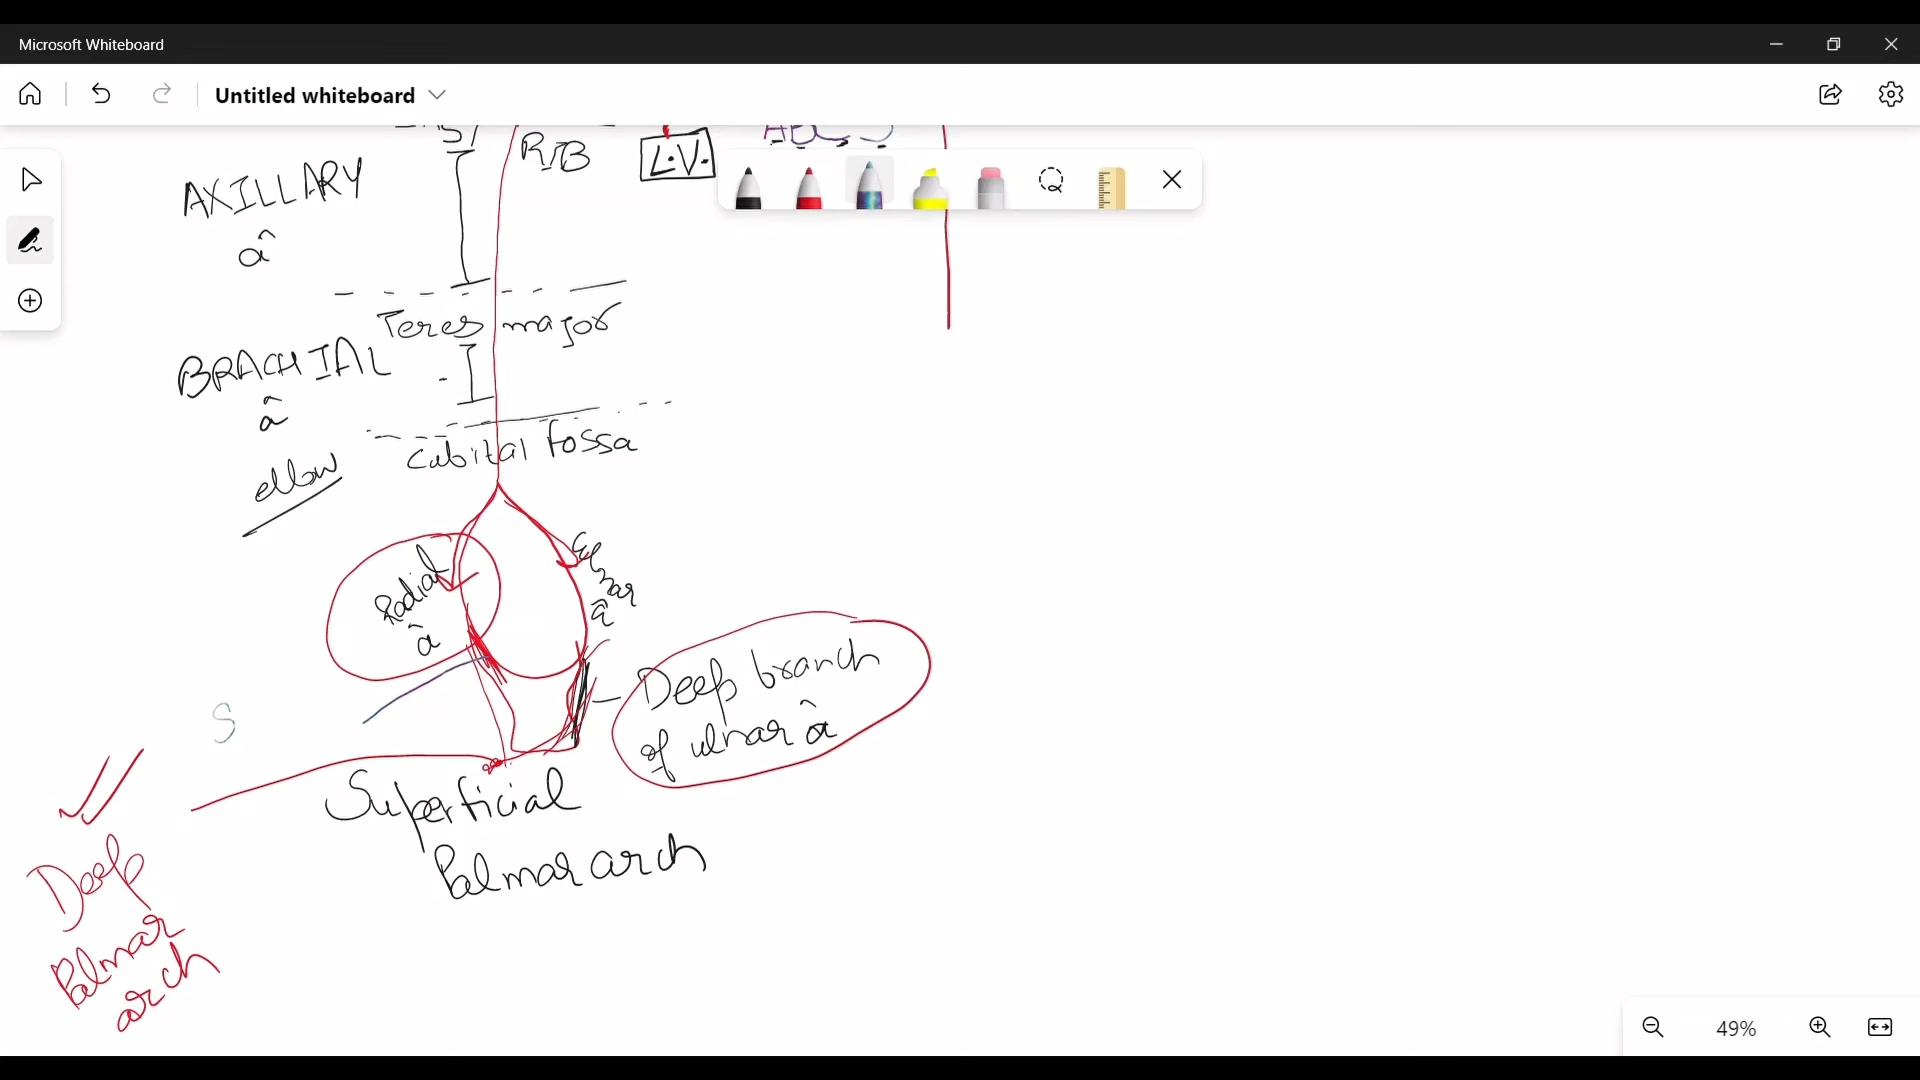 Microsoft Whiteboard
Untitled whiteboard
R/B
L.V.
AXILLARY
â
Teres major
BRACHIAL
â
Cubital fossa
elbow
Radial
â
Ulnar
â
Deep branch
of ulnar â
S
Superficial
Palmar arch
Deep
Palmar
arch
49%